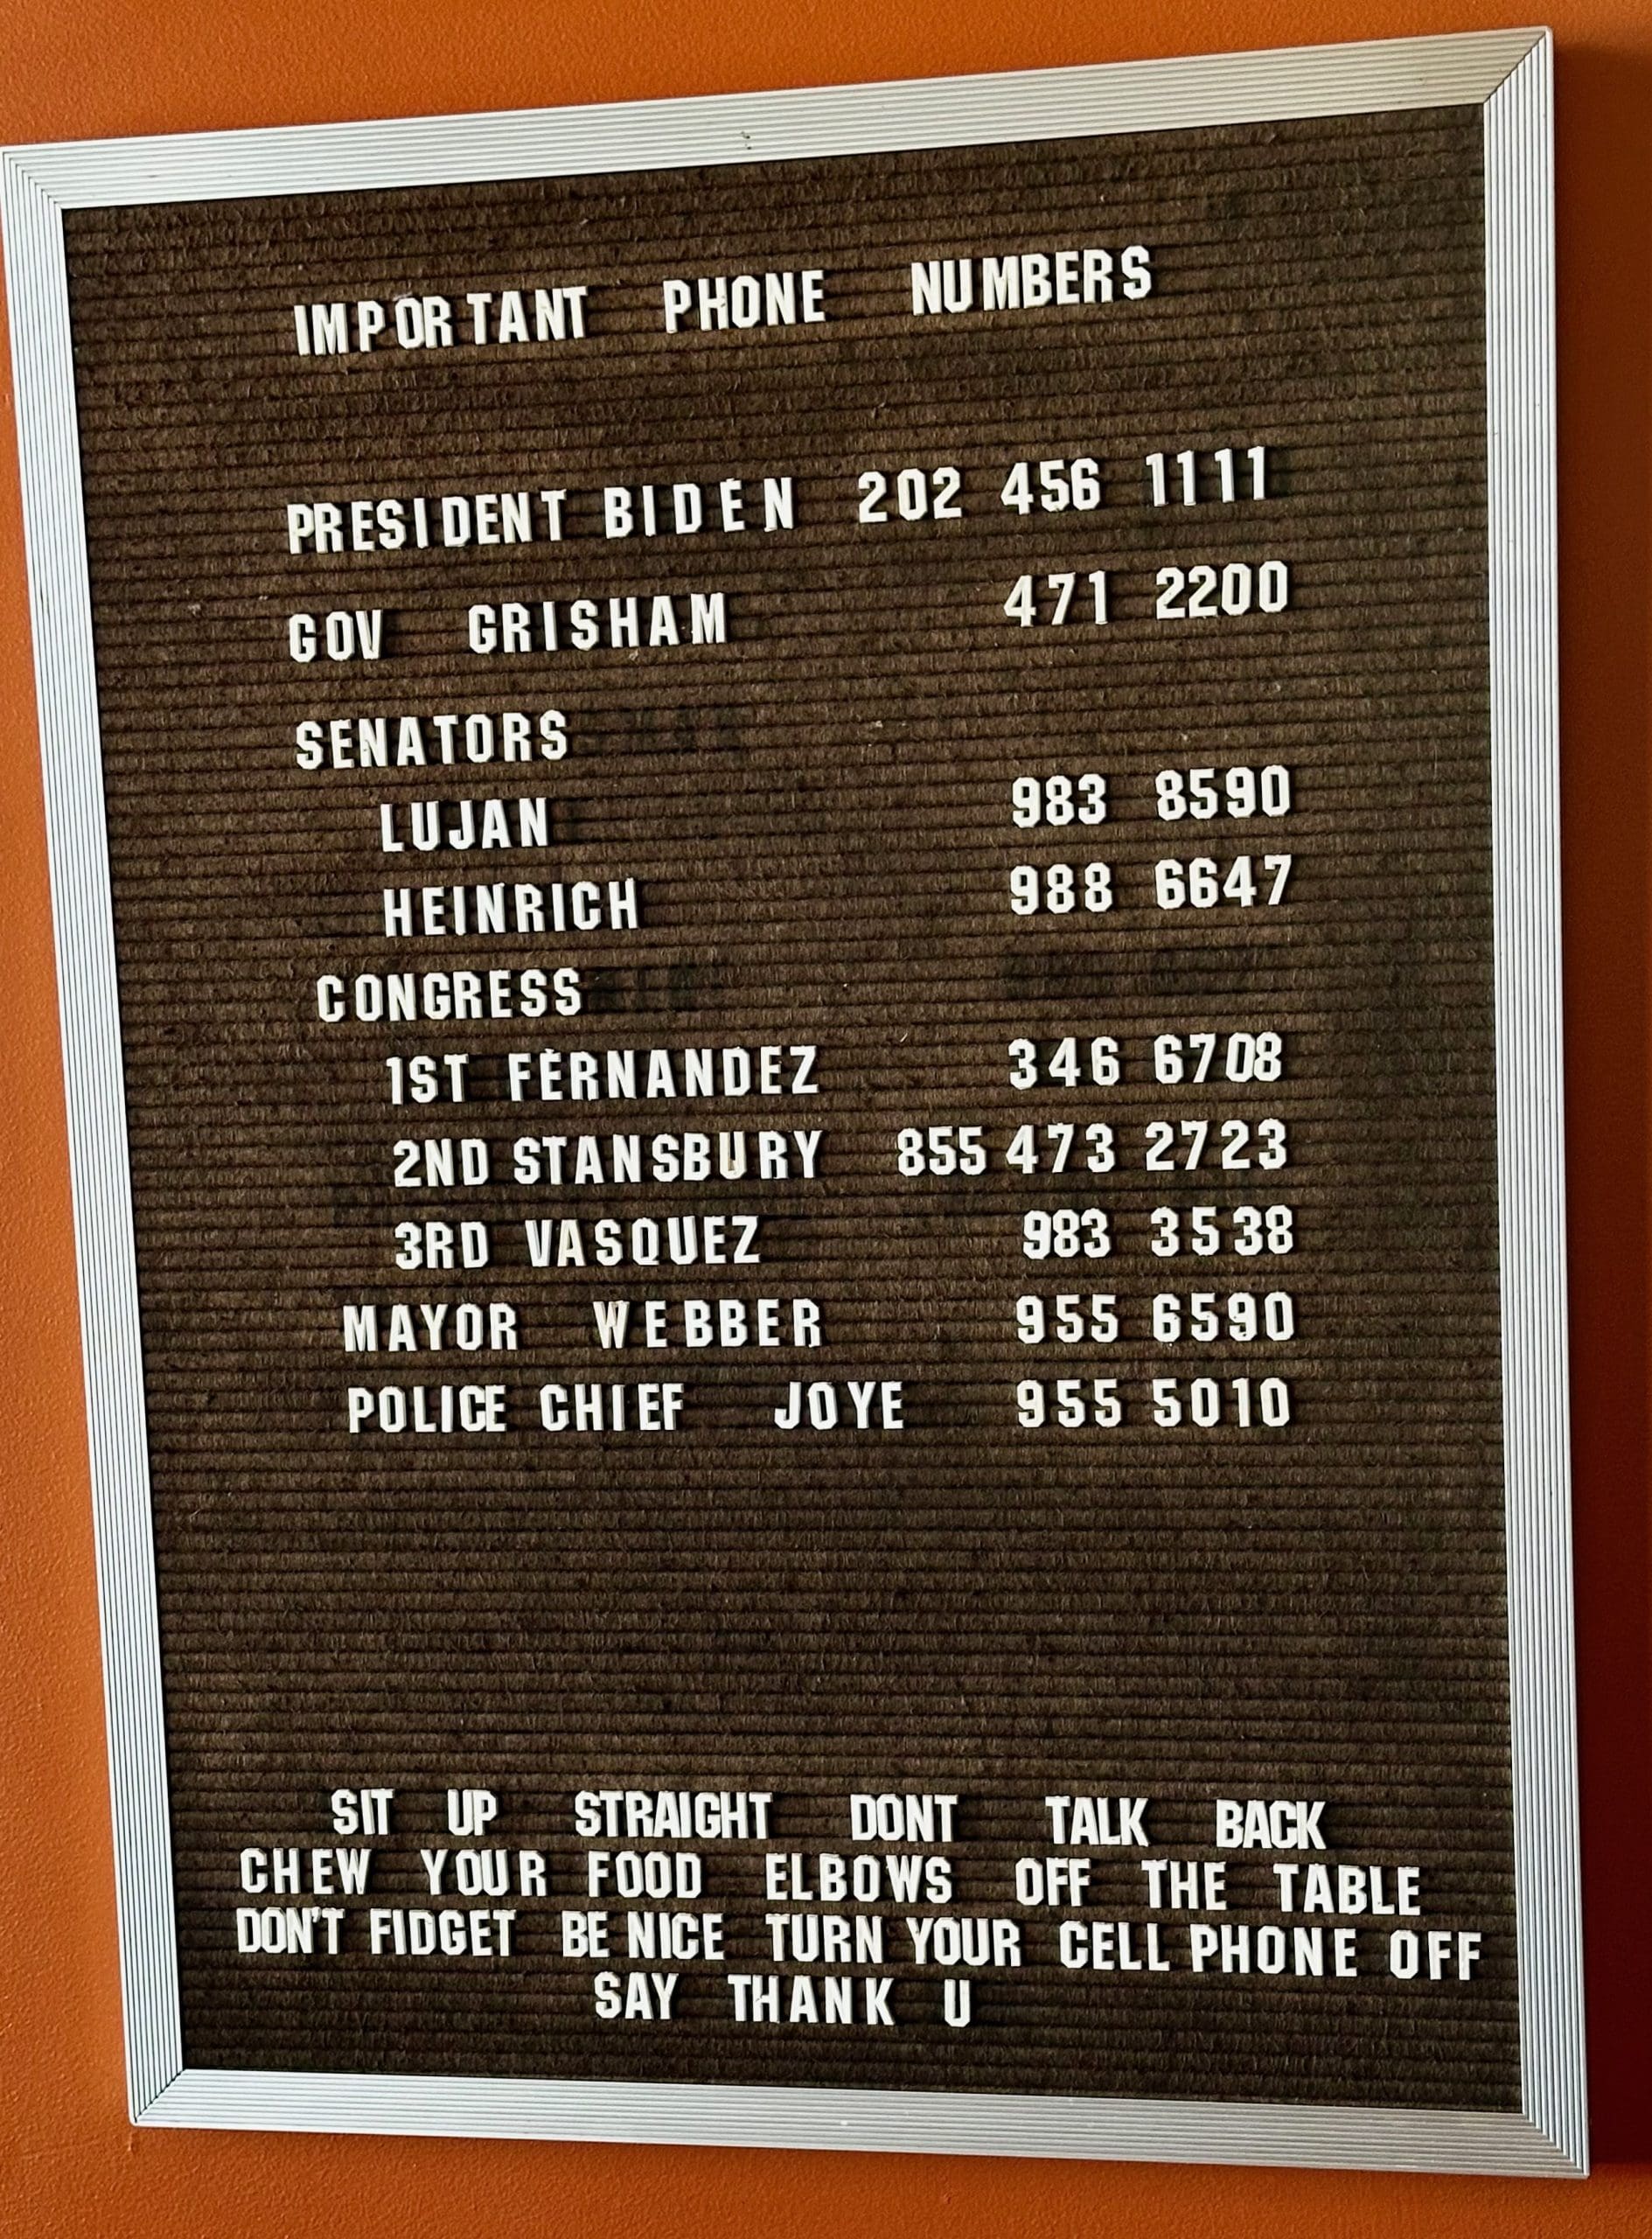 IMPORTANT PHONE NUMBERS
PRESIDENT BIDEN 202 456 1111
GOV GRISHAM 471 2200
SENATORS
LUJAN 983 8590
HEINRICH 988 6647
CONGRESS
1ST FERNANDEZ 346 6708
2ND STANSBURY 855 473 2723
3RD VASQUEZ 983 3538
MAYOR WEBBER 955 6590
POLICE CHIEF JOYE 955 5010
SIT UP STRAIGHT DONT TALK BACK
CHEW YOUR FOOD ELBOWS OFF THE TABLE
DON'T FIDGET BE NICE TURN YOUR CELL PHONE OFF
SAY THANK U